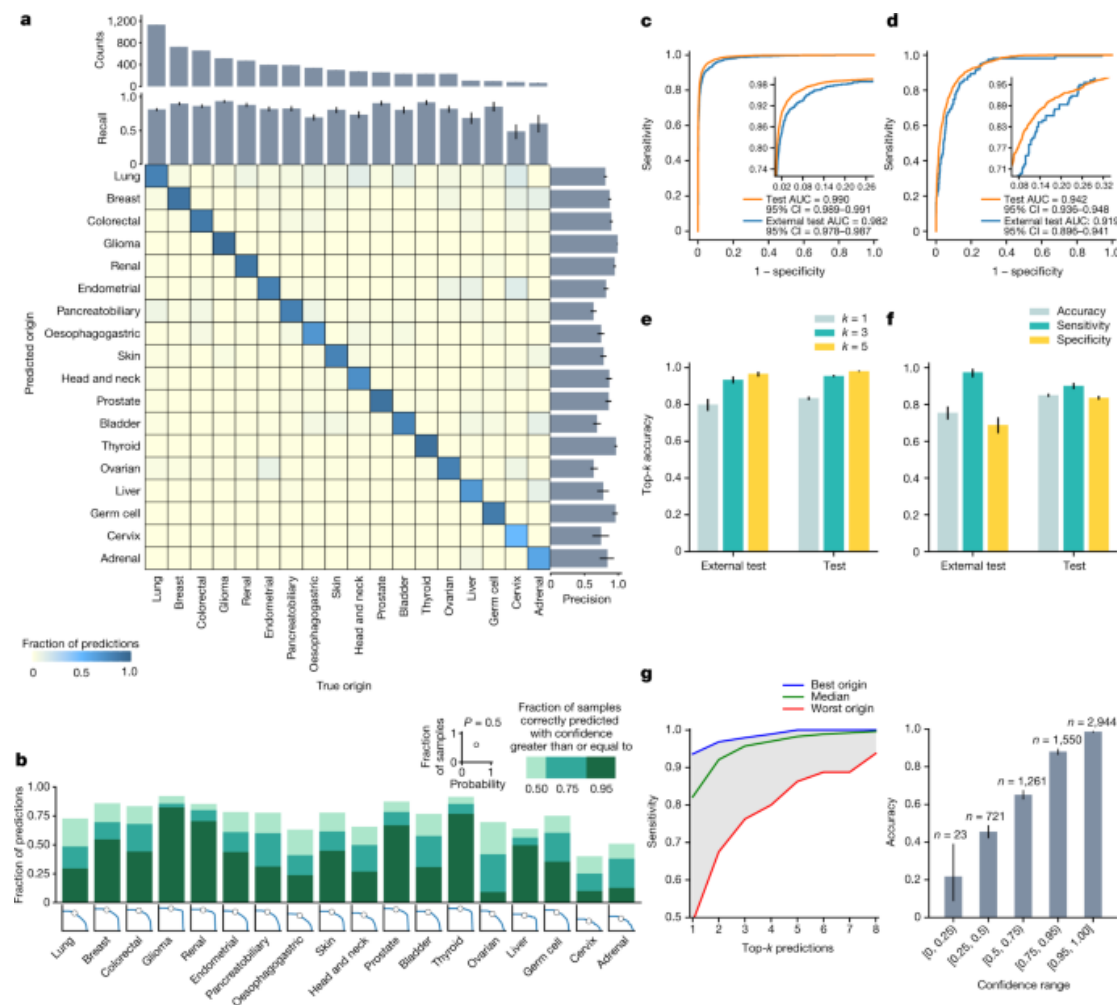 a
1,200
800
400
0
Counts
1.0
0.5
0
Recall
Lung
Breast
Colorectal
Glioma
Renal
Endometrial
Pancreatobiliary
Oesophagogastric
Skin
Head and neck
Prostate
Bladder
Thyroid
Ovarian
Liver
Germ cell
Cervix
Adrenal
Predicted origin
0 0.5 1.0
Precision
Lung
Breast
Colorectal
Glioma
Renal
Endometrial
Pancreatobiliary
Oesophagogastric
Skin
Head and neck
Prostate
Bladder
Thyroid
Ovarian
Liver
Germ cell
Cervix
Adrenal
True origin
Fraction of predictions
0 0.5 1.0
b
Fraction
of samples
P = 0.5
1
0
0 1
Probability
Fraction of samples
correctly predicted
with confidence
greater than or equal to
0.50 0.75 0.95
Fraction of predictions
1.00
0.75
0.50
0.25
0
Lung
Breast
Colorectal
Glioma
Renal
Endometrial
Pancreatobiliary
Oesophagogastric
Skin
Head and neck
Prostate
Bladder
Thyroid
Ovarian
Liver
Germ cell
Cervix
Adrenal
c
Sensitivity
1.0
0.8
0.6
0.4
0.2
0
0.98
0.92
0.86
0.80
0.74
0.02 0.08 0.14 0.20 0.26
Test AUC = 0.990
95% CI = 0.989–0.991
External test AUC = 0.982
95% CI = 0.978–0.987
0 0.2 0.4 0.6 0.8 1.0
1 – specificity
d
Sensitivity
1.0
0.8
0.6
0.4
0.2
0
0.95
0.89
0.83
0.77
0.71
0.08 0.14 0.20 0.26 0.32
Test AUC = 0.942
95% CI = 0.936–0.948
External test AUC: 0.919
95% CI = 0.896–0.941
0 0.2 0.4 0.6 0.8 1.0
1 – specificity
e
k = 1
k = 3
k = 5
Top-k accuracy
1.0
0.8
0.6
0.4
0.2
0
External test Test
f
Accuracy
Sensitivity
Specificity
1.0
0.8
0.6
0.4
0.2
0
External test Test
g
Best origin
Median
Worst origin
Sensitivity
1.0
0.9
0.8
0.7
0.6
0.5
1 2 3 4 5 6 7 8
Top-k predictions
Accuracy
1.0
0.8
0.6
0.4
0.2
0
n = 23
n = 721
n = 1,261
n = 1,550
n = 2,944
[0, 0.25)
[0.25, 0.5)
[0.5, 0.75)
[0.75, 0.95)
[0.95, 1.00]
Confidence range